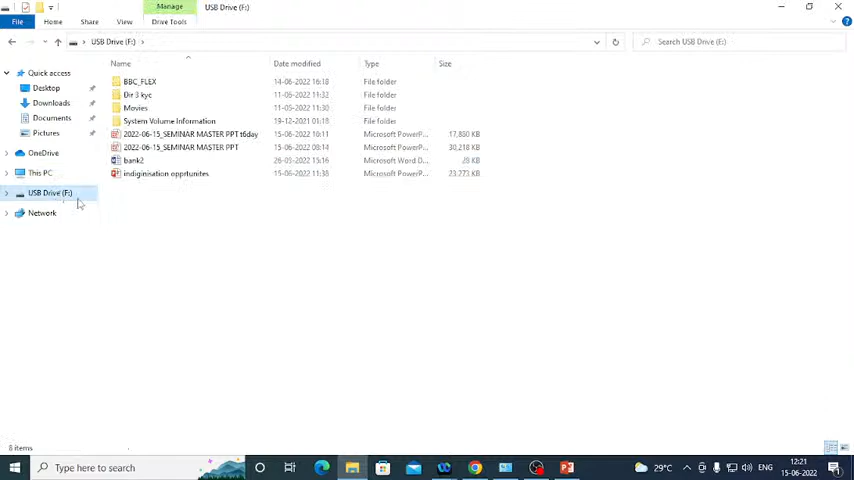 Manage
USB Drive (F:)
File
Home
Share
View
Drive Tools
USB Drive (F:)
Search USB Drive (F:)
Name
Date modified
Type
Size
Quick access
Desktop
Downloads
Documents
Pictures
OneDrive
This PC
USB Drive (F:)
Network
BBC_FLEX 14-06-2022 16:18 File folder
Dir 3 kyc 11-05-2022 11:32 File folder
Movies 11-05-2022 11:30 File folder
System Volume Information 19-12-2021 01:18 File folder
2022-06-15_SEMINAR MASTER PPT t6day 15-06-2022 10:11 Microsoft PowerP... 17,880 KB
2022-06-15_SEMINAR MASTER PPT 15-06-2022 08:14 Microsoft PowerP... 30,218 KB
bank2 26-03-2022 15:16 Microsoft Word D... 28 KB
indiginisation opprtunites 15-06-2022 11:38 Microsoft PowerP... 23,273 KB
8 items
Type here to search
29°C
ENG
12:21
15-06-2022